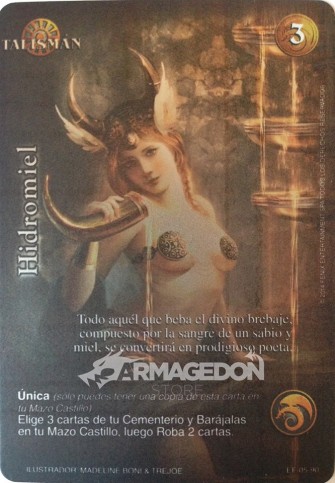 TALISMÁN
3
Hidromiel
Todo aquél que beba el divino brebaje,
compuesto por la sangre de un sabio y
miel, se convertirá en prodigioso poeta.
ARMAGEDON
STORE
Única (sólo puedes tener una copia de esta carta en
tu Mazo Castillo)
Elige 3 cartas de tu Cementerio y Barájalas
en tu Mazo Castillo, luego Roba 2 cartas.
ILUSTRADOR: MADELINE BONI & TREJOE